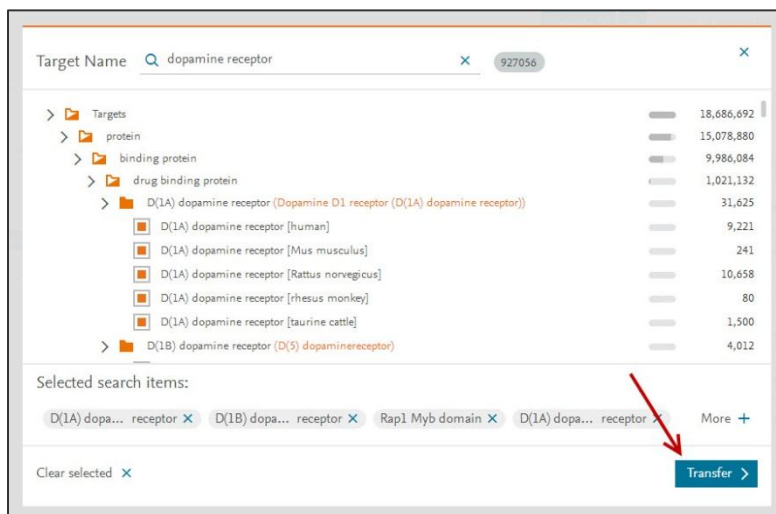 Target Name dopamine receptor 927056
Targets 18,686,692
protein 15,078,880
binding protein 9,986,084
drug binding protein 1,021,132
D(1A) dopamine receptor (Dopamine D1 receptor (D(1A) dopamine receptor)) 31,625
D(1A) dopamine receptor [human] 9,221
D(1A) dopamine receptor [Mus musculus] 241
D(1A) dopamine receptor [Rattus norvegicus] 10,658
D(1A) dopamine receptor [rhesus monkey] 80
D(1A) dopamine receptor [taurine cattle] 1,500
D(1B) dopamine receptor (D(5) dopaminereceptor) 4,012
Selected search items:
D(1A) dopa... receptor D(1B) dopa... receptor Rap1 Myb domain D(1A) dopa... receptor More +
Clear selected Transfer